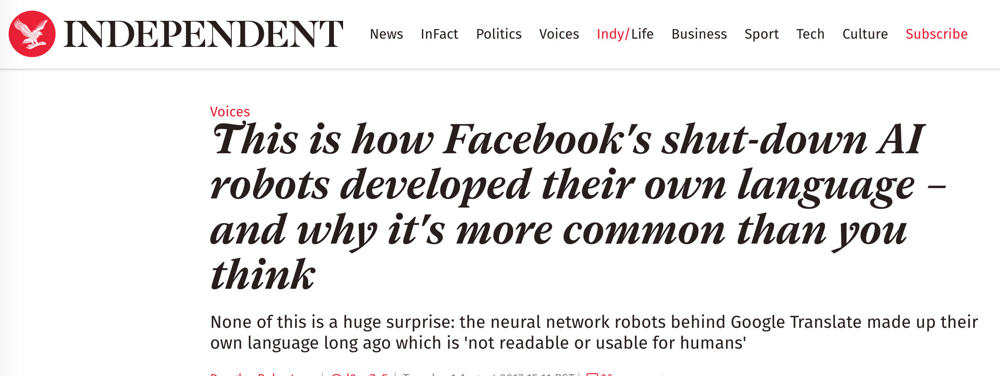 INDEPENDENT
News InFact Politics Voices Indy/Life Business Sport Tech Culture Subscribe
Voices
This is how Facebook's shut-down AI
robots developed their own language –
and why it's more common than you
think
None of this is a huge surprise: the neural network robots behind Google Translate made up their
own language long ago which is 'not readable or usable for humans'